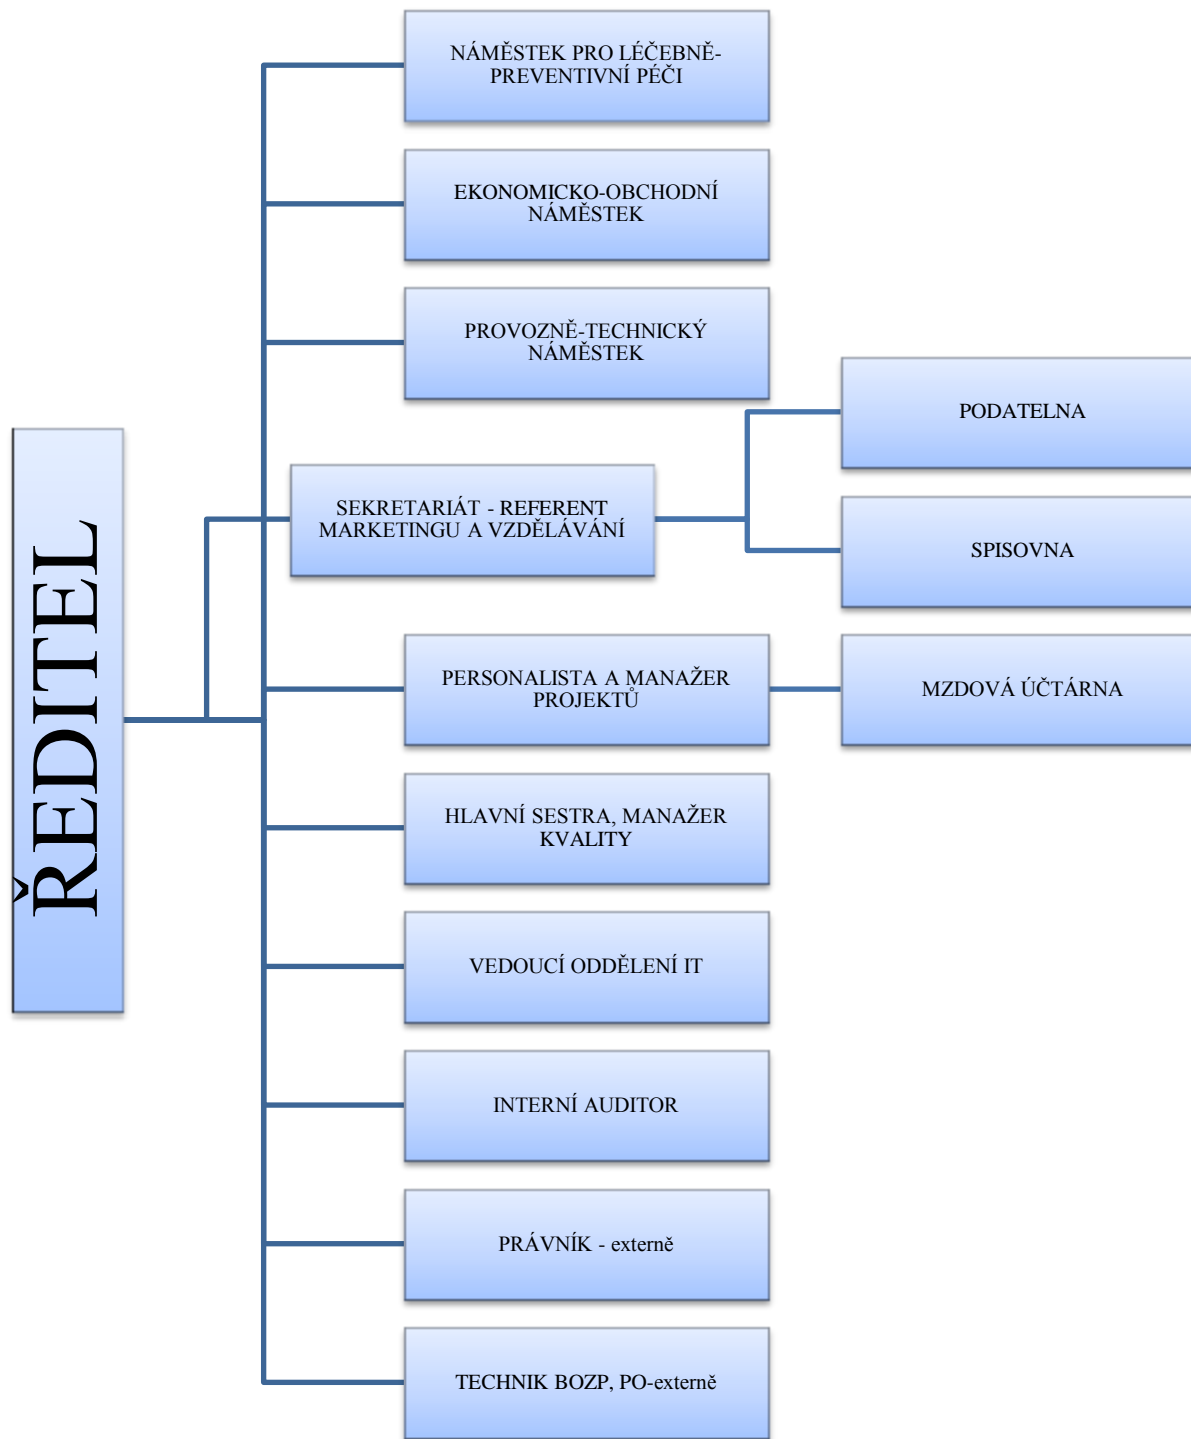 NÁMĚSTEK PRO LÉČEBNĚ-
PREVENTIVNÍ PÉČI
EKONOMICKO-OBCHODNÍ
NÁMĚSTEK
PROVOZNĚ-TECHNICKÝ
NÁMĚSTEK
PODATELNA
ŘEDITEL
SEKRETARIÁT - REFERENT
MARKETINGU A VZDĚLÁVÁNÍ
SPISOVNA
PERSONALISTA A MANAŽER
PROJEKTŮ
MZDOVÁ ÚČTÁRNA
HLAVNÍ SESTRA, MANAŽER
KVALITY
VEDOUCÍ ODDĚLENÍ IT
INTERNÍ AUDITOR
PRÁVNÍK - externě
TECHNIK BOZP, PO-externě